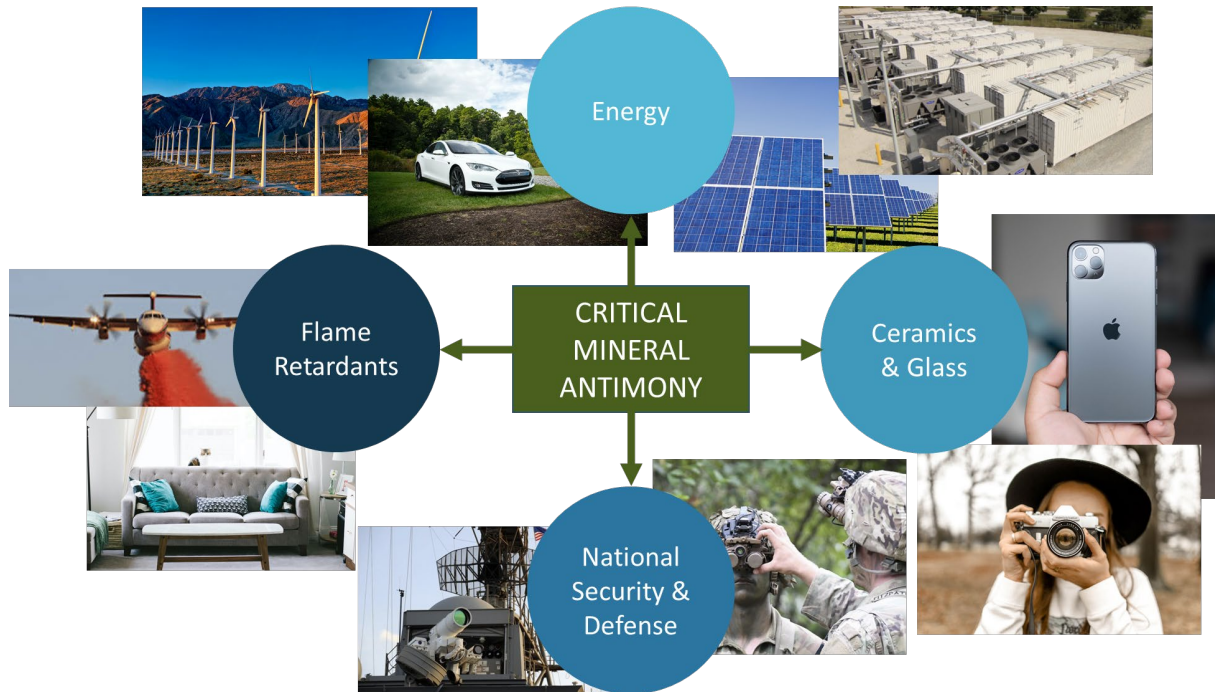 Energy
CRITICAL
MINERAL
ANTIMONY
Flame
Retardants
Ceramics
& Glass
National
Security &
Defense